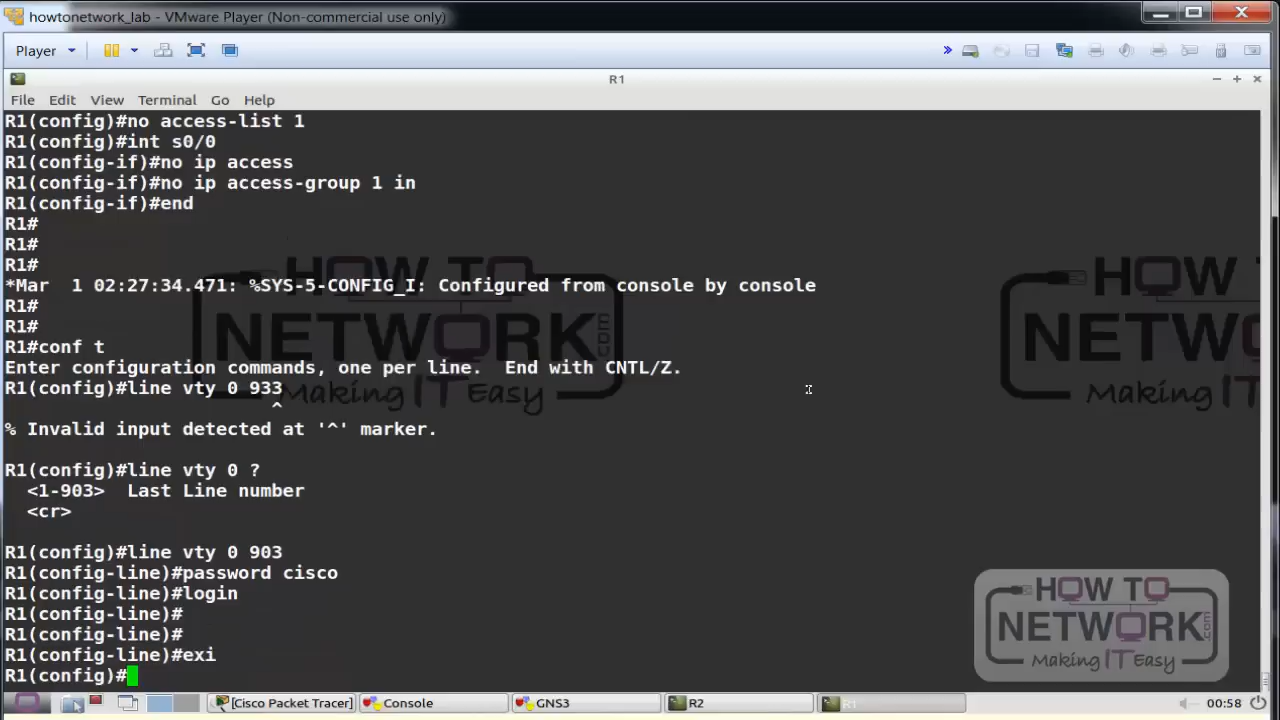 howtonetwork_lab - VMware Player (Non-commercial use only)
Player
R1
File Edit View Terminal Go Help
R1(config)#no access-list 1
R1(config)#int s0/0
R1(config-if)#no ip access
R1(config-if)#no ip access-group 1 in
R1(config-if)#end
R1#
R1#
R1#
*Mar  1 02:27:34.471: %SYS-5-CONFIG_I: Configured from console by console
R1#
R1#
R1#conf t
Enter configuration commands, one per line.  End with CNTL/Z.
R1(config)#line vty 0 933
^
% Invalid input detected at '^' marker.
R1(config)#line vty 0 ?
<1-903>  Last Line number
<cr>
R1(config)#line vty 0 903
R1(config-line)#password cisco
R1(config-line)#login
R1(config-line)#
R1(config-line)#
R1(config-line)#exi
R1(config)#
HOW TO
NETWORK.com
Making IT Easy
HOW TO
NETW
Making IT
HOW TO
NETWORK.com
Making IT Easy
[Cisco Packet Tracer]
Console
GNS3
R2
R1
00:58